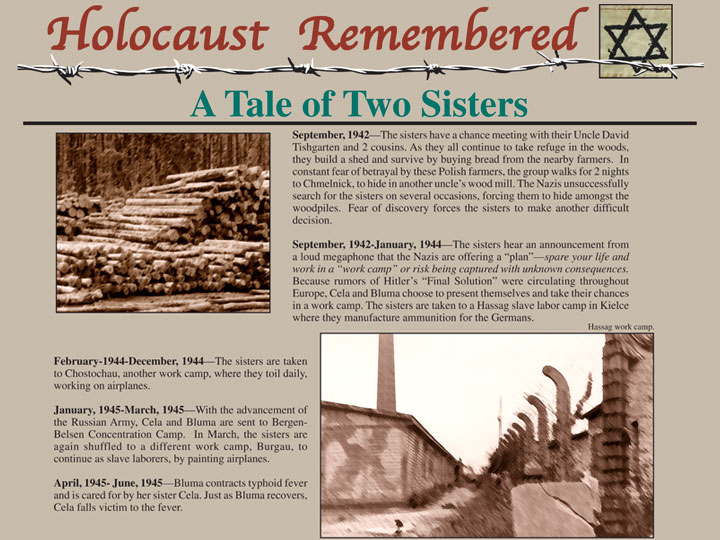 Holocaust Remembered
A Tale of Two Sisters
September, 1942—The sisters have a chance meeting with their Uncle David
Tishgarten and 2 cousins. As they all continue to take refuge in the woods,
they build a shed and survive by buying bread from the nearby farmers. In
constant fear of betrayal by these Polish farmers, the group walks for 2 nights
to Chmelnick, to hide in another uncle's wood mill. The Nazis unsuccessfully
search for the sisters on several occasions, forcing them to hide amongst the
woodpiles. Fear of discovery forces the sisters to make another difficult
decision.
September, 1942-January, 1944—The sisters hear an announcement from
a loud megaphone that the Nazis are offering a “plan”—spare your life and
work in a “work camp” or risk being captured with unknown consequences.
Because rumors of Hitler's “Final Solution” were circulating throughout
Europe, Cela and Bluma choose to present themselves and take their chances
in a work camp. The sisters are taken to a Hassag slave labor camp in Kielce
where they manufacture ammunition for the Germans.
Hassag work camp.
February-1944-December, 1944—The sisters are taken
to Chostochau, another work camp, where they toil daily,
working on airplanes.
January, 1945-March, 1945—With the advancement of
the Russian Army, Cela and Bluma are sent to Bergen-
Belsen Concentration Camp. In March, the sisters are
again shuffled to a different work camp, Burgau, to
continue as slave laborers, by painting airplanes.
April, 1945- June, 1945—Bluma contracts typhoid fever
and is cared for by her sister Cela. Just as Bluma recovers,
Cela falls victim to the fever.